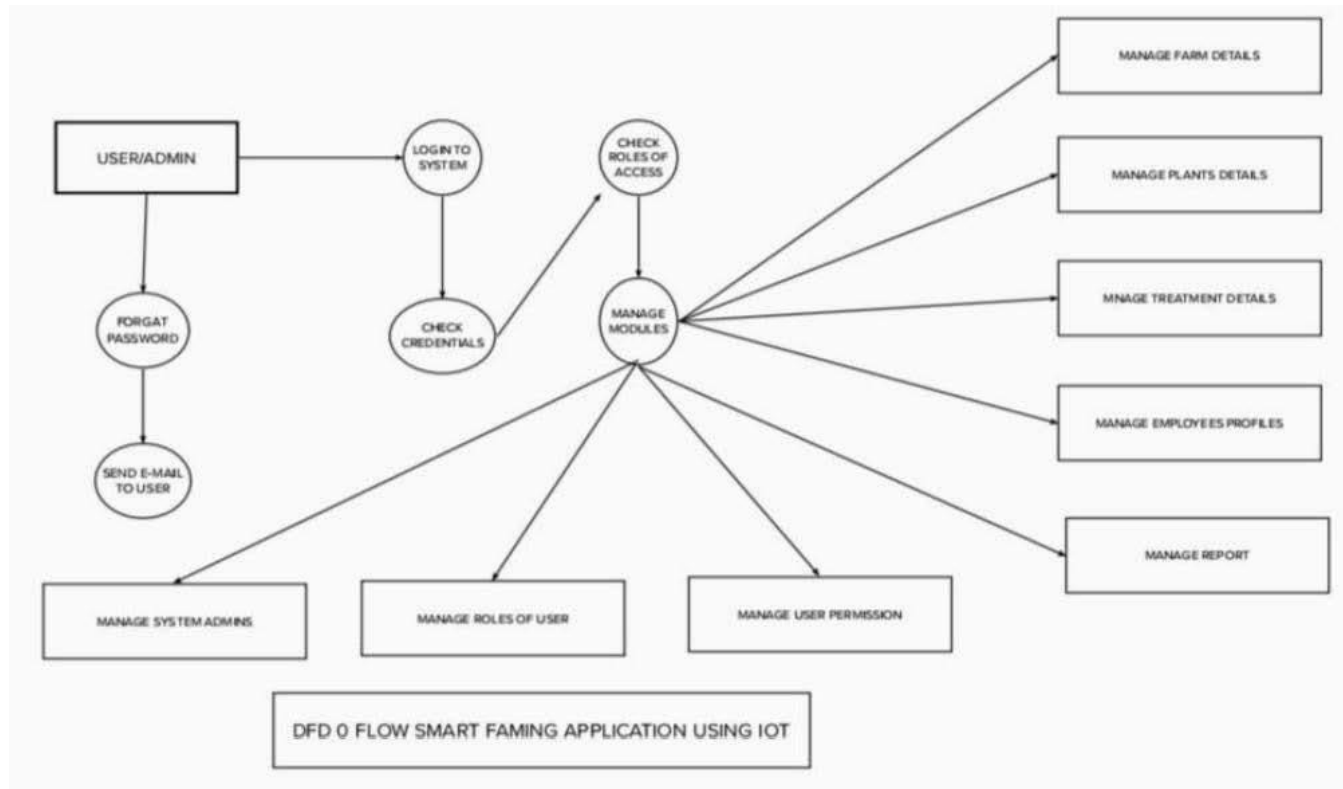 MANAGE FARM DETAILS
USER/ADMIN
LOGIN TO
SYSTEM
CHECK
ROLES OF
ACCESS
MANAGE PLANTS DETAILS
FORGAT
PASSWORD
CHECK
CREDENTIALS
MANAGE
MODULES
MNAGE TREATMENT DETAILS
MANAGE EMPLOYEES PROFILES
SEND E-MAIL
TO USER
MANAGE REPORT
MANAGE SYSTEM ADMINS
MANAGE ROLES OF USER
MANAGE USER PERMISSION
DFD 0 FLOW SMART FAMING APPLICATION USING IOT